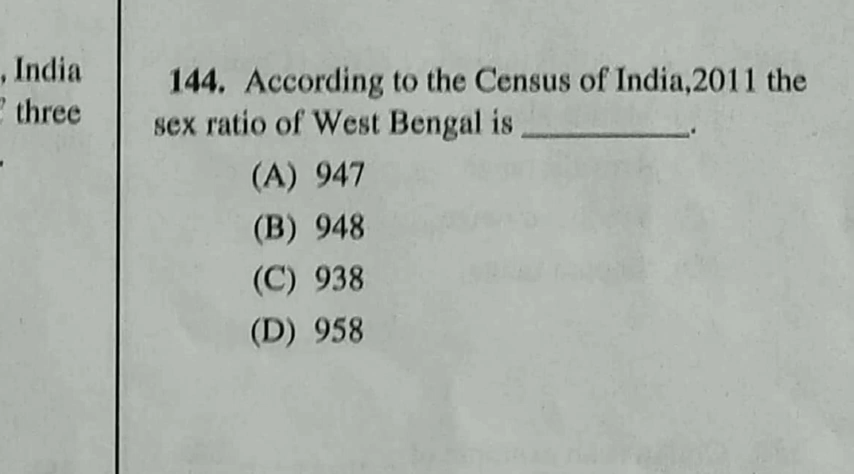 , India
three
144. According to the Census of India,2011 the
sex ratio of West Bengal is __________.
(A) 947
(B) 948
(C) 938
(D) 958